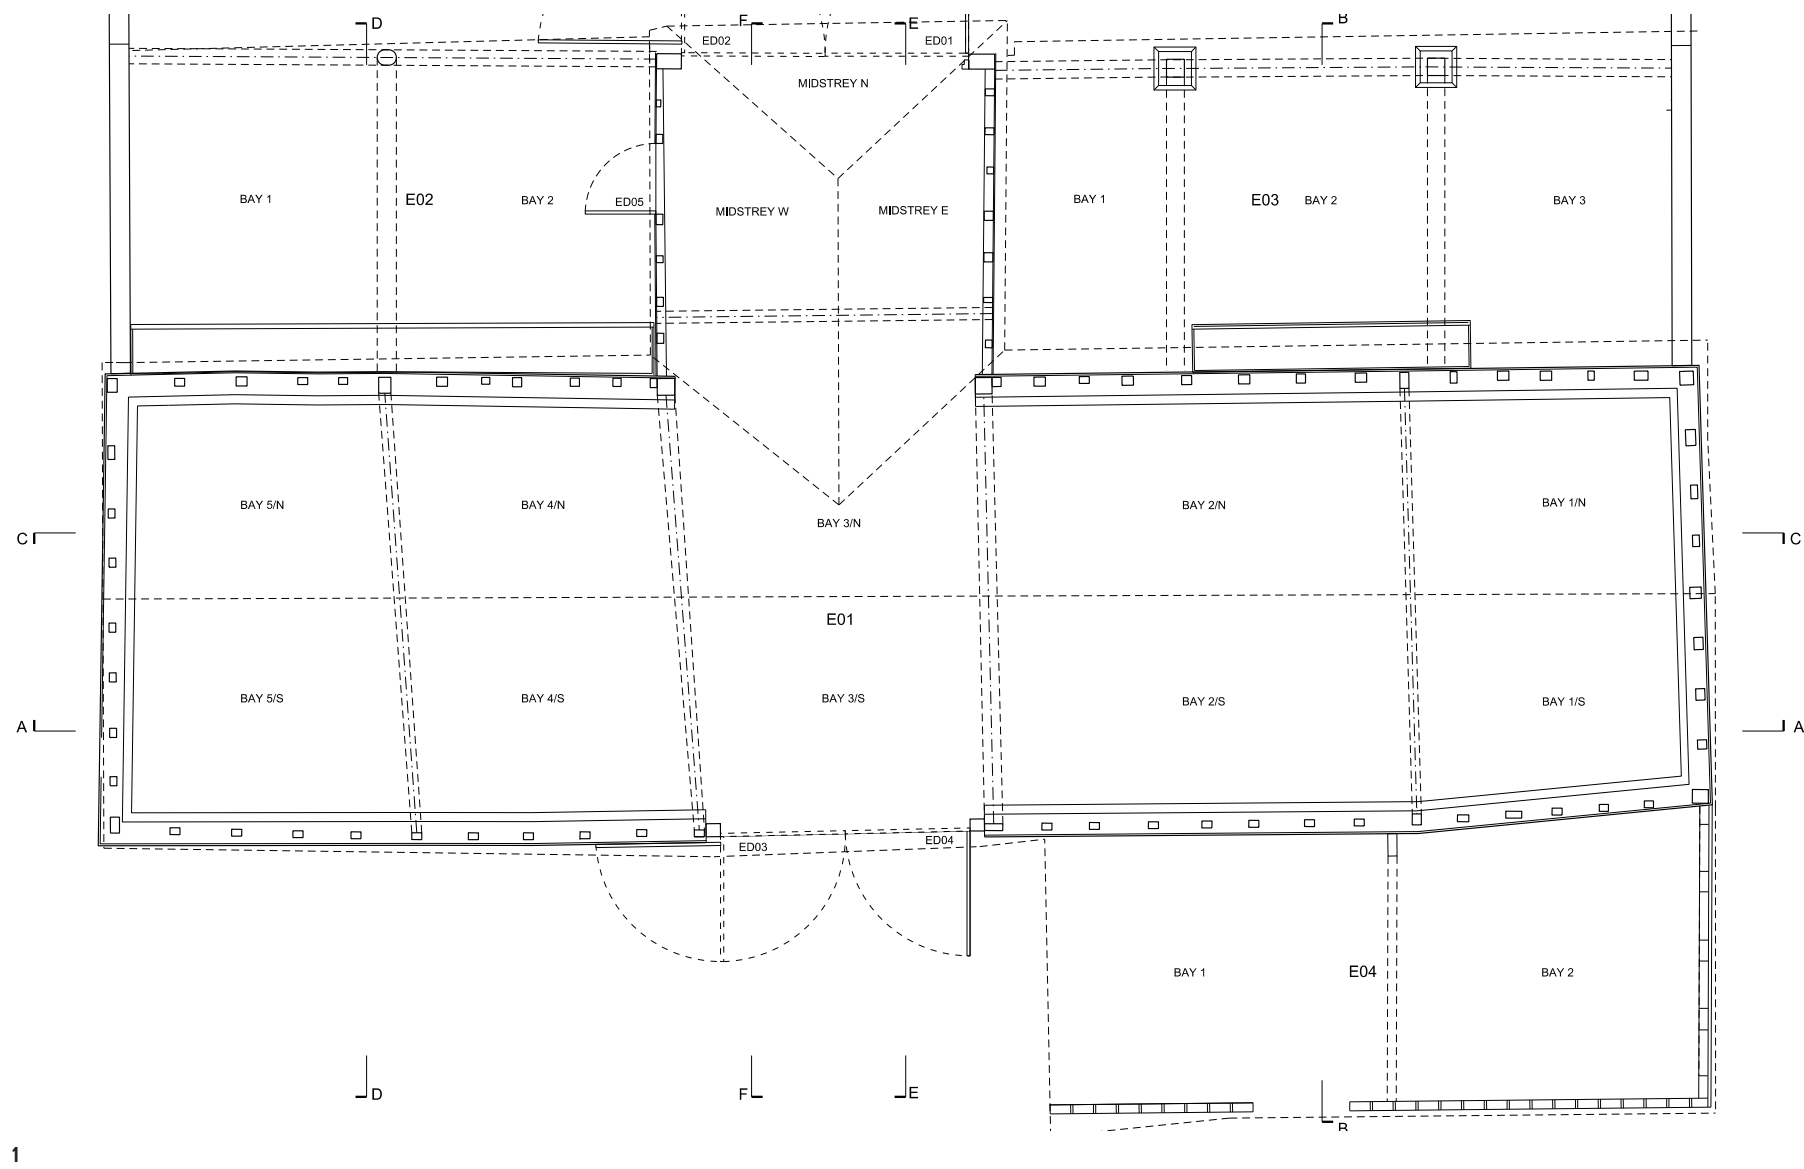 D
F
E
B
ED02
ED01
MIDSTREY N
BAY 1
E02
BAY 2
ED05
MIDSTREY W
MIDSTREY E
BAY 1
E03
BAY 2
BAY 3
BAY 5/N
BAY 4/N
BAY 3/N
BAY 2/N
BAY 1/N
C
C
E01
BAY 5/S
BAY 4/S
BAY 3/S
BAY 2/S
BAY 1/S
A
A
ED03
ED04
BAY 1
E04
BAY 2
D
F
E
B
1